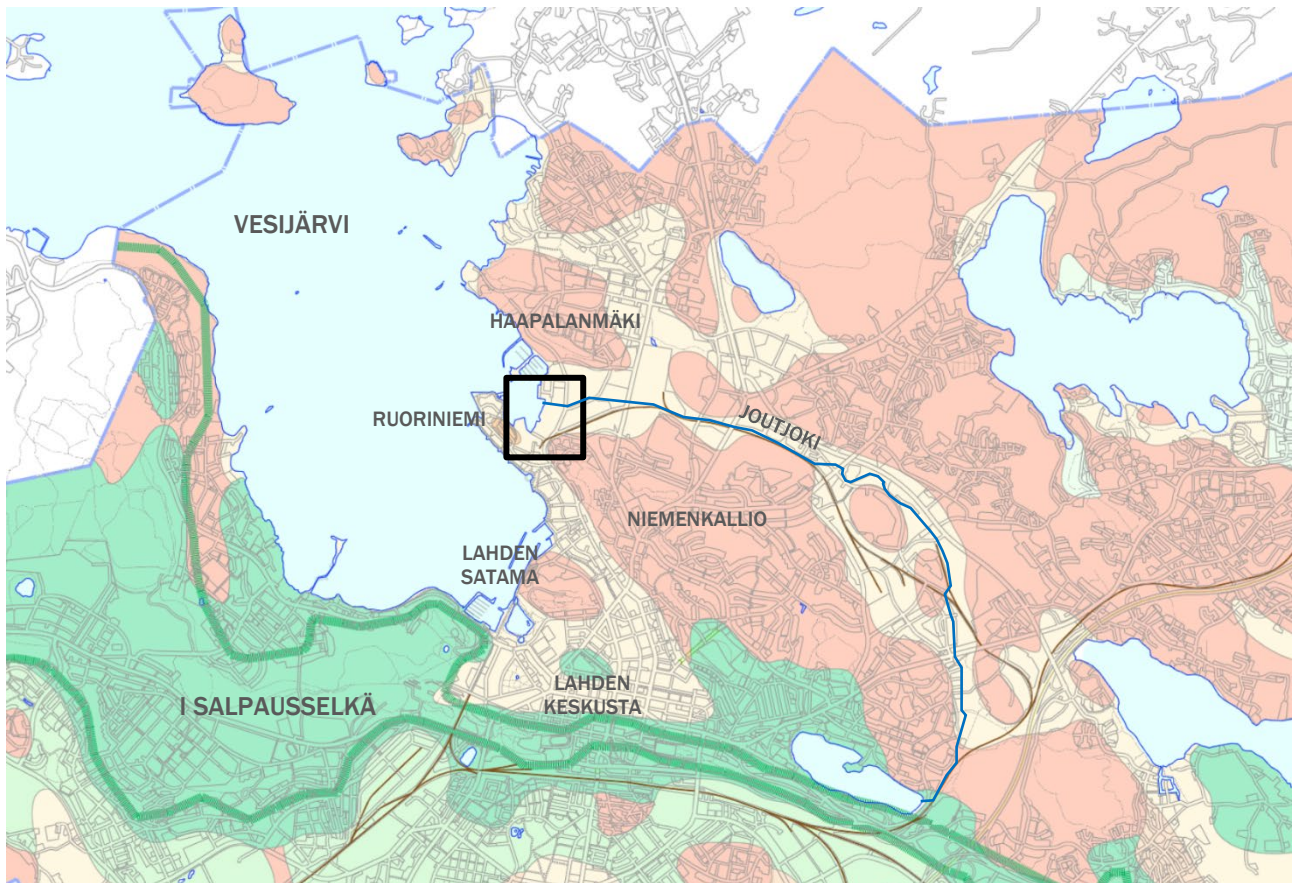 VESIJÄRVI
HAAPALANMÄKI
RUORINIEMI
JOUTJOKI
NIEMENKALLIO
LAHDEN
SATAMA
LAHDEN
KESKUSTA
I SALPAUSSELKÄ